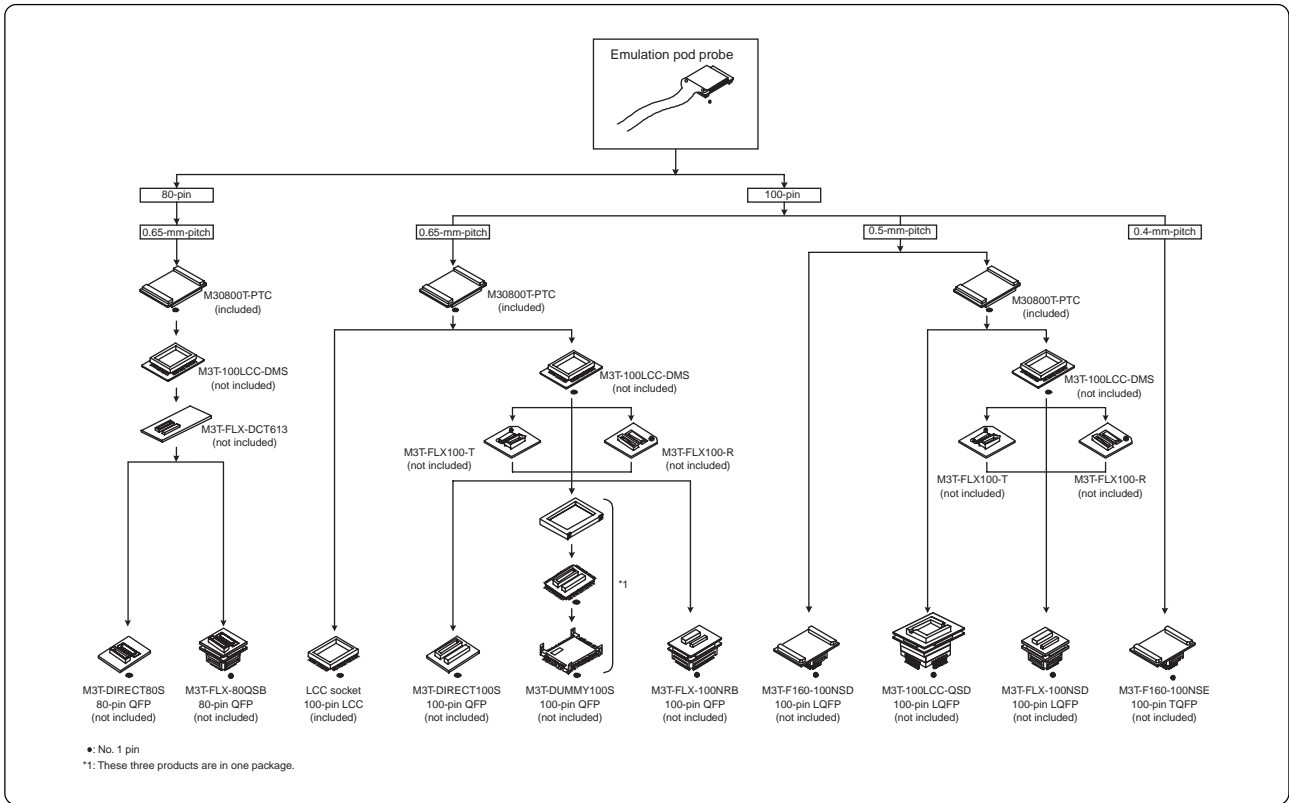 Emulation pod probe
80-pin
100-pin
0.65-mm-pitch
0.65-mm-pitch
0.5-mm-pitch
0.4-mm-pitch
M30800T-PTC
(included)
M30800T-PTC
(included)
M30800T-PTC
(included)
M3T-100LCC-DMS
(not included)
M3T-100LCC-DMS
(not included)
M3T-100LCC-DMS
(not included)
M3T-FLX-DCT613
(not included)
M3T-FLX100-T
(not included)
M3T-FLX100-R
(not included)
M3T-FLX100-T
(not included)
M3T-FLX100-R
(not included)
*1
M3T-DIRECT80S
80-pin QFP
(not included)
M3T-FLX-80QSB
80-pin QFP
(not included)
LCC socket
100-pin LCC
(included)
M3T-DIRECT100S
100-pin QFP
(not included)
M3T-DUMMY100S
100-pin QFP
(not included)
M3T-FLX-100NRB
100-pin QFP
(not included)
M3T-F160-100NSD
100-pin LQFP
(not included)
M3T-100LCC-QSD
100-pin LQFP
(not included)
M3T-FLX-100NSD
100-pin LQFP
(not included)
M3T-F160-100NSE
100-pin TQFP
(not included)
●: No. 1 pin
*1: These three products are in one package.